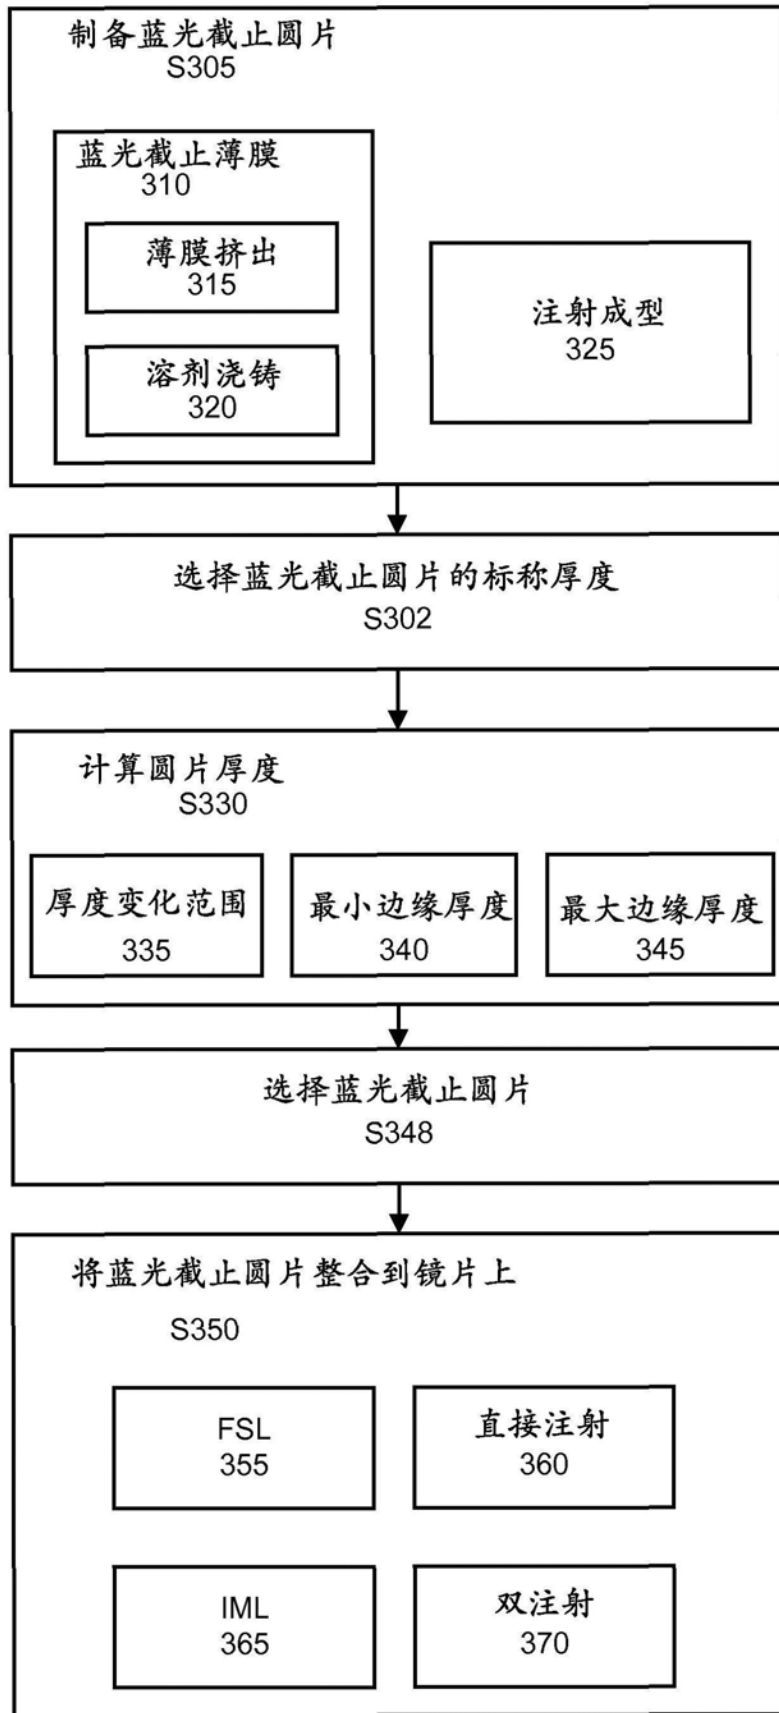 制备蓝光截止圆片
S305
蓝光截止薄膜
310
薄膜挤出
315
溶剂浇铸
320
注射成型
325
选择蓝光截止圆片的标称厚度
S302
计算圆片厚度
S330
厚度变化范围
335
最小边缘厚度
340
最大边缘厚度
345
选择蓝光截止圆片
S348
将蓝光截止圆片整合到镜片上
S350
FSL
355
直接注射
360
IML
365
双注射
370